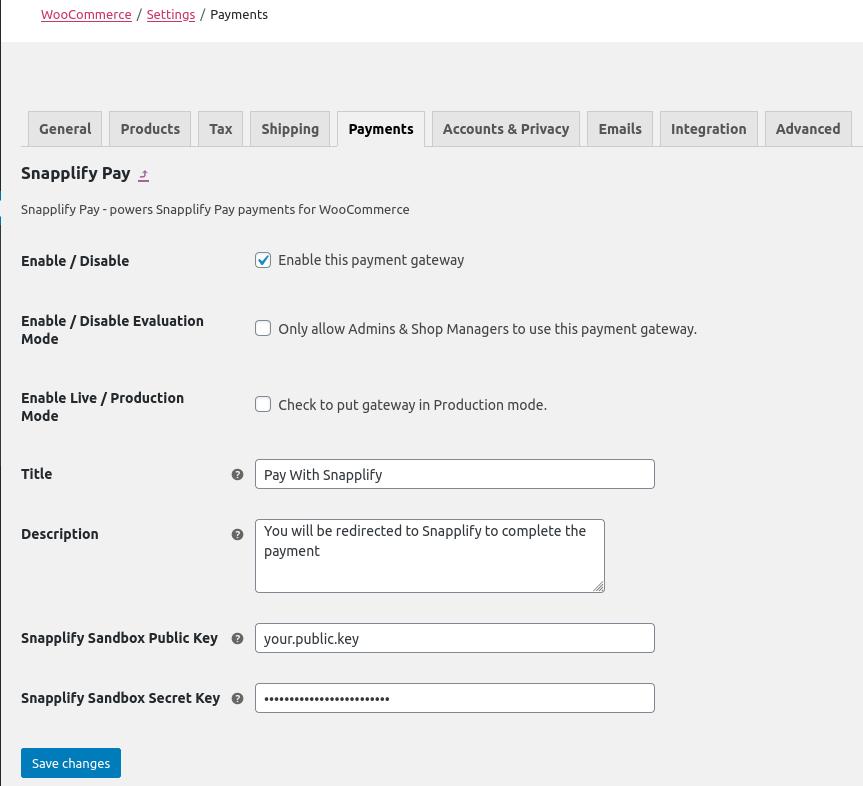 WooCommerce / Settings / Payments
General Products Tax Shipping Payments Accounts & Privacy Emails Integration Advanced
Snapplify Pay
Snapplify Pay - powers Snapplify Pay payments for WooCommerce
Enable / Disable
Enable this payment gateway
Enable / Disable Evaluation
Mode
Only allow Admins & Shop Managers to use this payment gateway.
Enable Live / Production
Mode
Check to put gateway in Production mode.
Title
Pay With Snapplify
Description
You will be redirected to Snapplify to complete the
payment
Snapplify Sandbox Public Key
your.public.key
Snapplify Sandbox Secret Key
•••••••••••••••••••••••••
Save changes